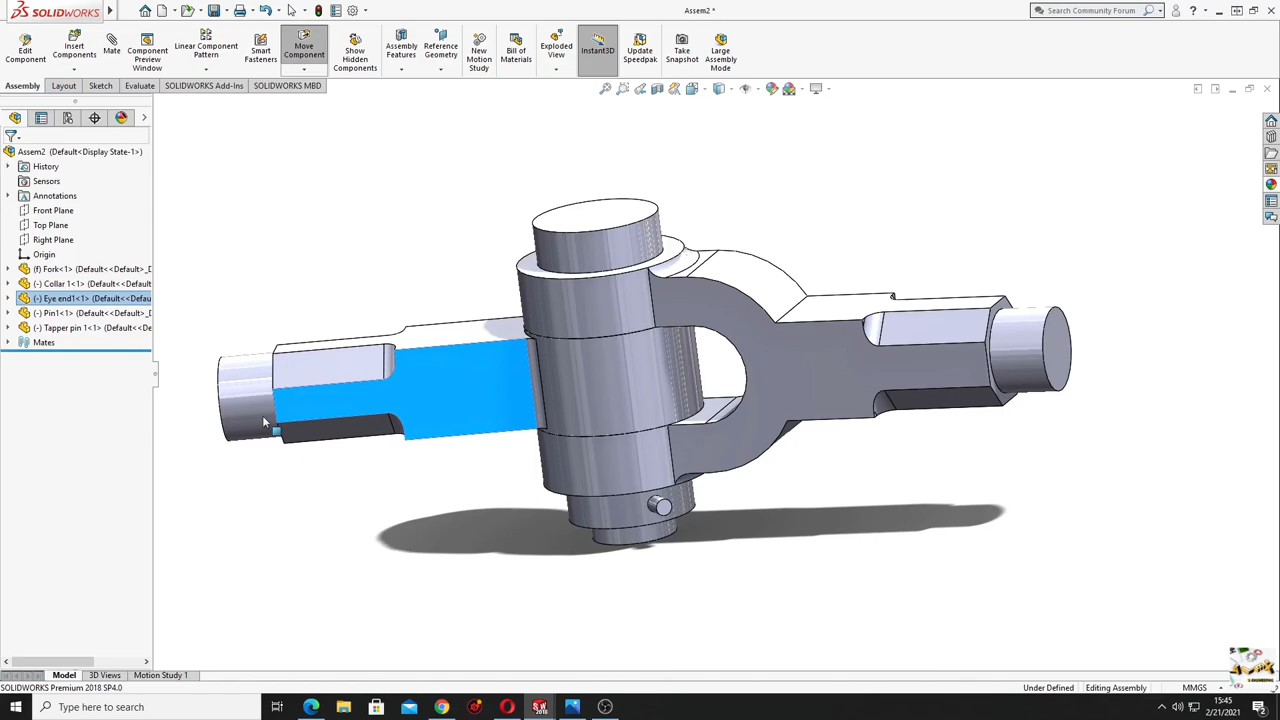 SOLIDWORKS
Assem2 *
Search Community Forum
Edit Component
Insert Components
Mate
Component Preview Window
Linear Component Pattern
Smart Fasteners
Move Component
Show Hidden Components
Assembly Features
Reference Geometry
New Motion Study
Bill of Materials
Exploded View
Instant3D
Update Speedpak
Take Snapshot
Large Assembly Mode
Assembly Layout Sketch Evaluate SOLIDWORKS Add-Ins SOLIDWORKS MBD
Assem2 (Default<Display State-1>)
History
Sensors
Annotations
Front Plane
Top Plane
Right Plane
Origin
(f) Fork<1> (Default<<Default>_D
(-) Collar 1<1> (Default<<Default
(-) Eye end1<1> (Default<<Defau
(-) Pin1<1> (Default<<Default>_
(-) Tapper pin 1<1> (Default<<De
Mates
Model 3D Views Motion Study 1
SOLIDWORKS Premium 2018 SP4.0
Under Defined Editing Assembly MMGS
Type here to search
15:45
2/21/2021
2